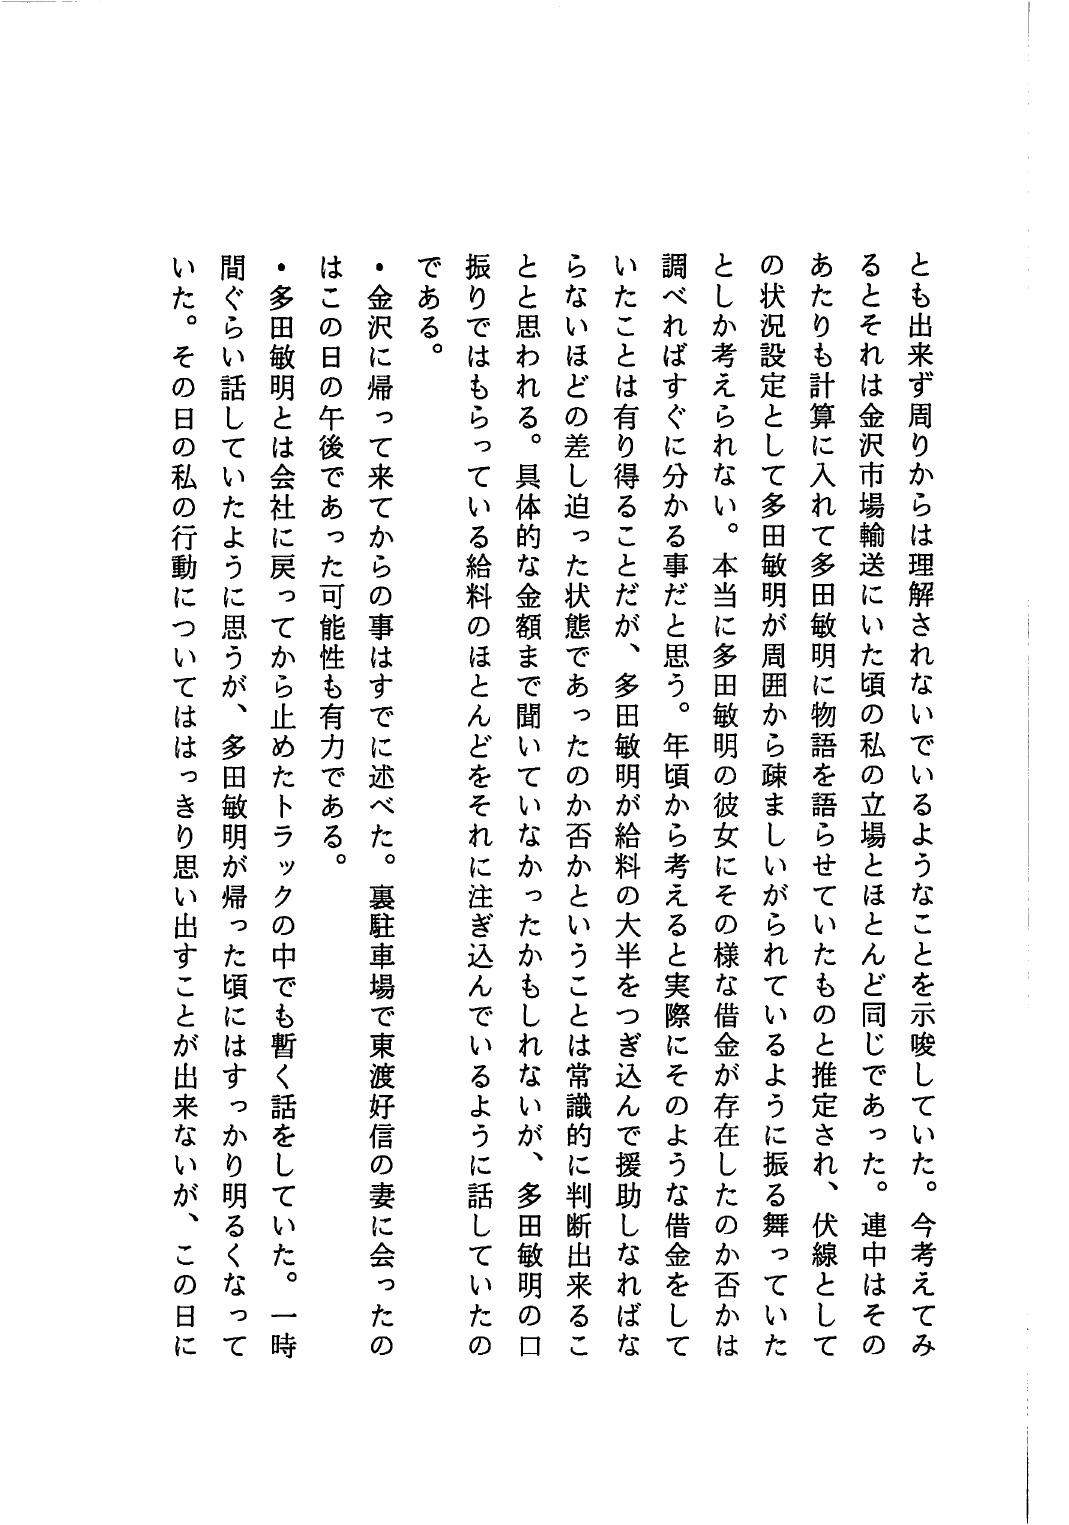 とも出来ず周りからは理解されないでいるようなことを示唆していた。今考えてみ
るとそれは金沢市場輸送にいた頃の私の立場とほとんど同じであった。連中はその
あたりも計算に入れて多田敏明に物語を語らせていたものと推定され、伏線として
の状況設定として多田敏明が周囲から疎ましいがられているように振る舞っていた
としか考えられない。本当に多田敏明の彼女にその様な借金が存在したのか否かは
調べればすぐに分かる事だと思う。年頃から考えると実際にそのような借金をして
いたことは有り得ることだが、多田敏明が給料の大半をつぎ込んで援助しなればな
らないほどの差し迫った状態であったのか否かということは常識的に判断出来るこ
とと思われる。具体的な金額まで聞いていなかったかもしれないが、多田敏明の口
振りではもらっている給料のほとんどをそれに注ぎ込んでいるように話していたの
である。
・金沢に帰って来てからの事はすでに述べた。裏駐車場で東渡好信の妻に会ったの
はこの日の午後であった可能性も有力である。
・多田敏明とは会社に戻ってから止めたトラックの中でも暫く話をしていた。一時
間ぐらい話していたように思うが、多田敏明が帰った頃にはすっかり明るくなって
いた。その日の私の行動についてははっきり思い出すことが出来ないが、この日に